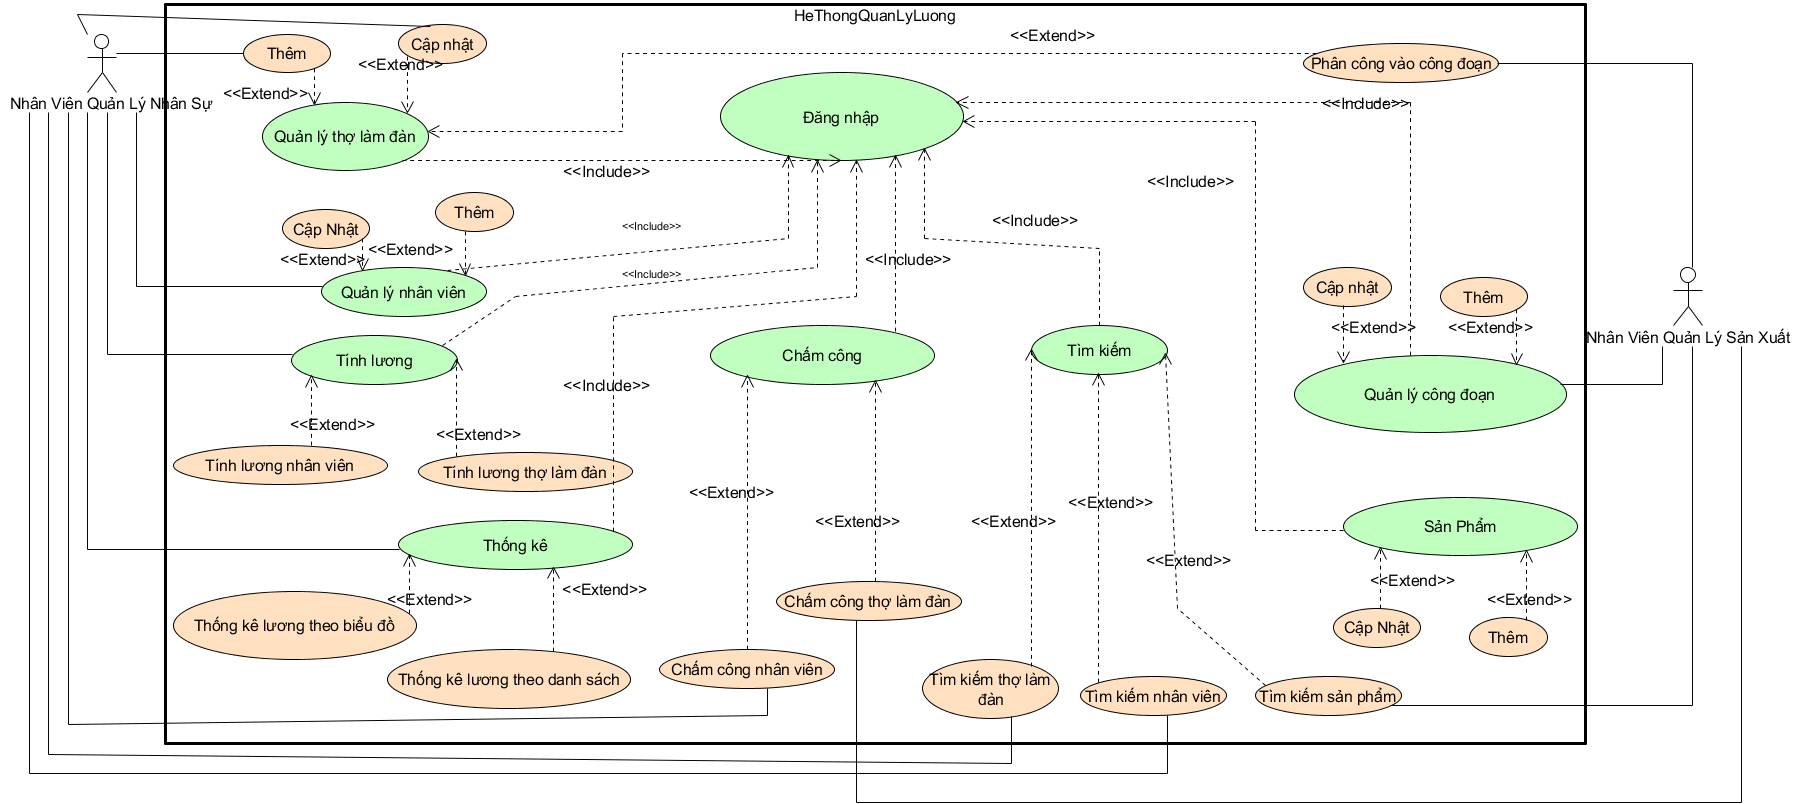 HeThongQuanLyLuong
Thêm
Cập nhật
<<Extend>>
<<Extend>>
<<Extend>>
Phân công vào công đoạn
Nhân Viên Quản Lý Nhân Sự
Quản lý thợ làm đàn
Đăng nhập
<<Include>>
<<Include>>
<<Include>>
Cập Nhật
Thêm
<<Extend>>
<<Extend>>
<<Include>>
<<Include>>
<<Include>>
<<Include>>
Quản lý nhân viên
Cập nhật
Thêm
<<Extend>>
<<Extend>>
Nhân Viên Quản Lý Sản Xuất
Tính lương
Chấm công
Tìm kiếm
<<Include>>
Quản lý công đoạn
<<Extend>>
<<Extend>>
Tính lương nhân viên
Tính lương thợ làm đàn
<<Extend>>
<<Extend>>
<<Extend>>
<<Extend>>
Thống kê
Sản Phẩm
<<Extend>>
<<Extend>>
<<Extend>>
<<Extend>>
<<Extend>>
Thống kê lương theo biểu đồ
Thống kê lương theo danh sách
Chấm công thợ làm đàn
Chấm công nhân viên
Cập Nhật
Thêm
Tìm kiếm thợ làm
đàn
Tìm kiếm nhân viên
Tìm kiếm sản phẩm